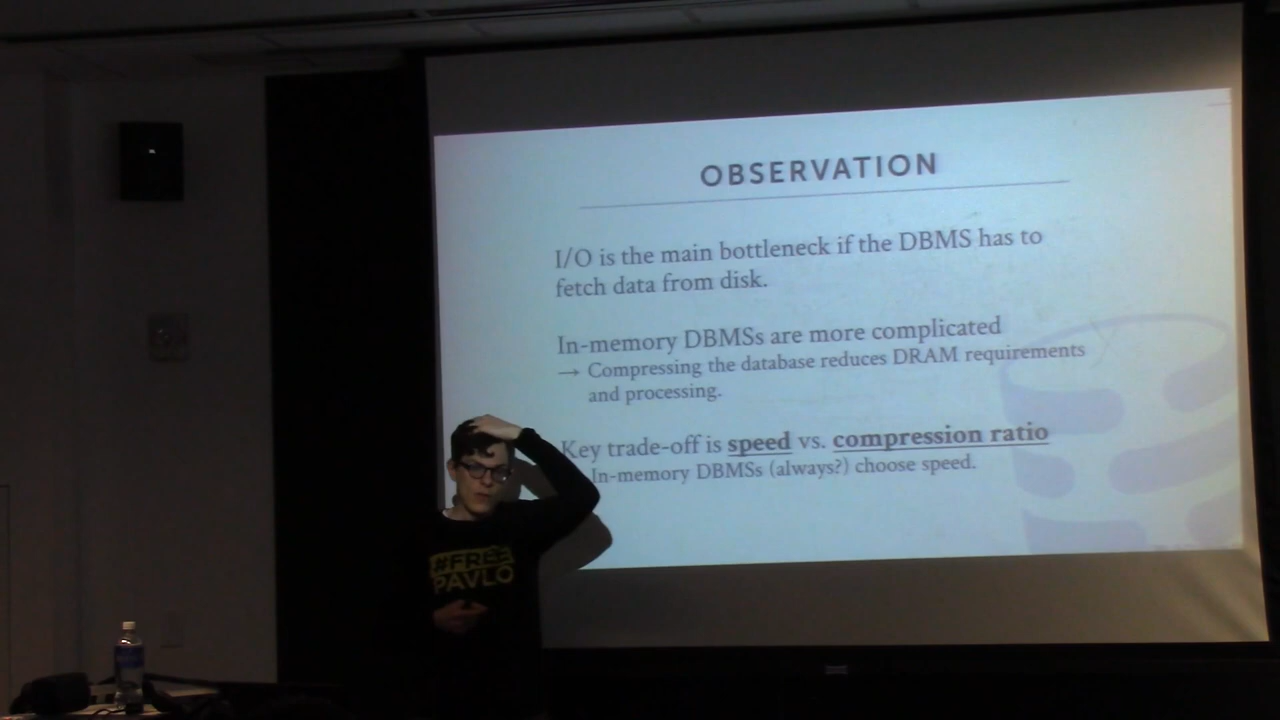 OBSERVATION
I/O is the main bottleneck if the DBMS has to
fetch data from disk.
In-memory DBMSs are more complicated
→ Compressing the database reduces DRAM requirements
and processing.
Key trade-off is speed vs. compression ratio
In-memory DBMSs (always?) choose speed.
#FREE
PAVLO